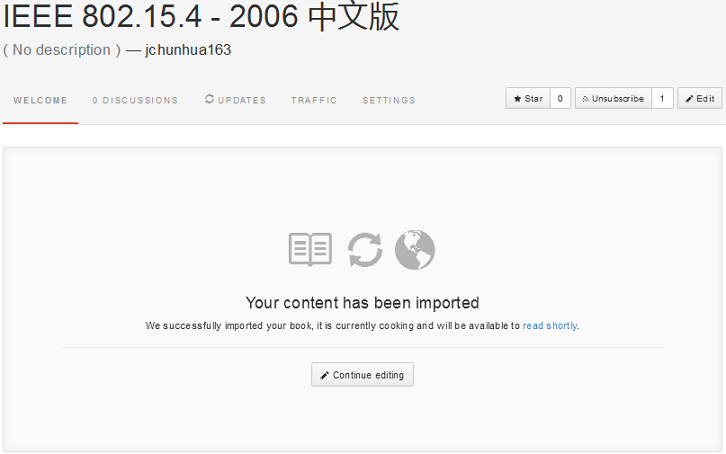 IEEE 802.15.4 - 2006 中文版
( No description ) — jchunhua163
WELCOME 0 DISCUSSIONS UPDATES TRAFFIC SETTINGS Star 0 Unsubscribe 1 Edit
Your content has been imported
We successfully imported your book, it is currently cooking and will be available to read shortly.
Continue editing